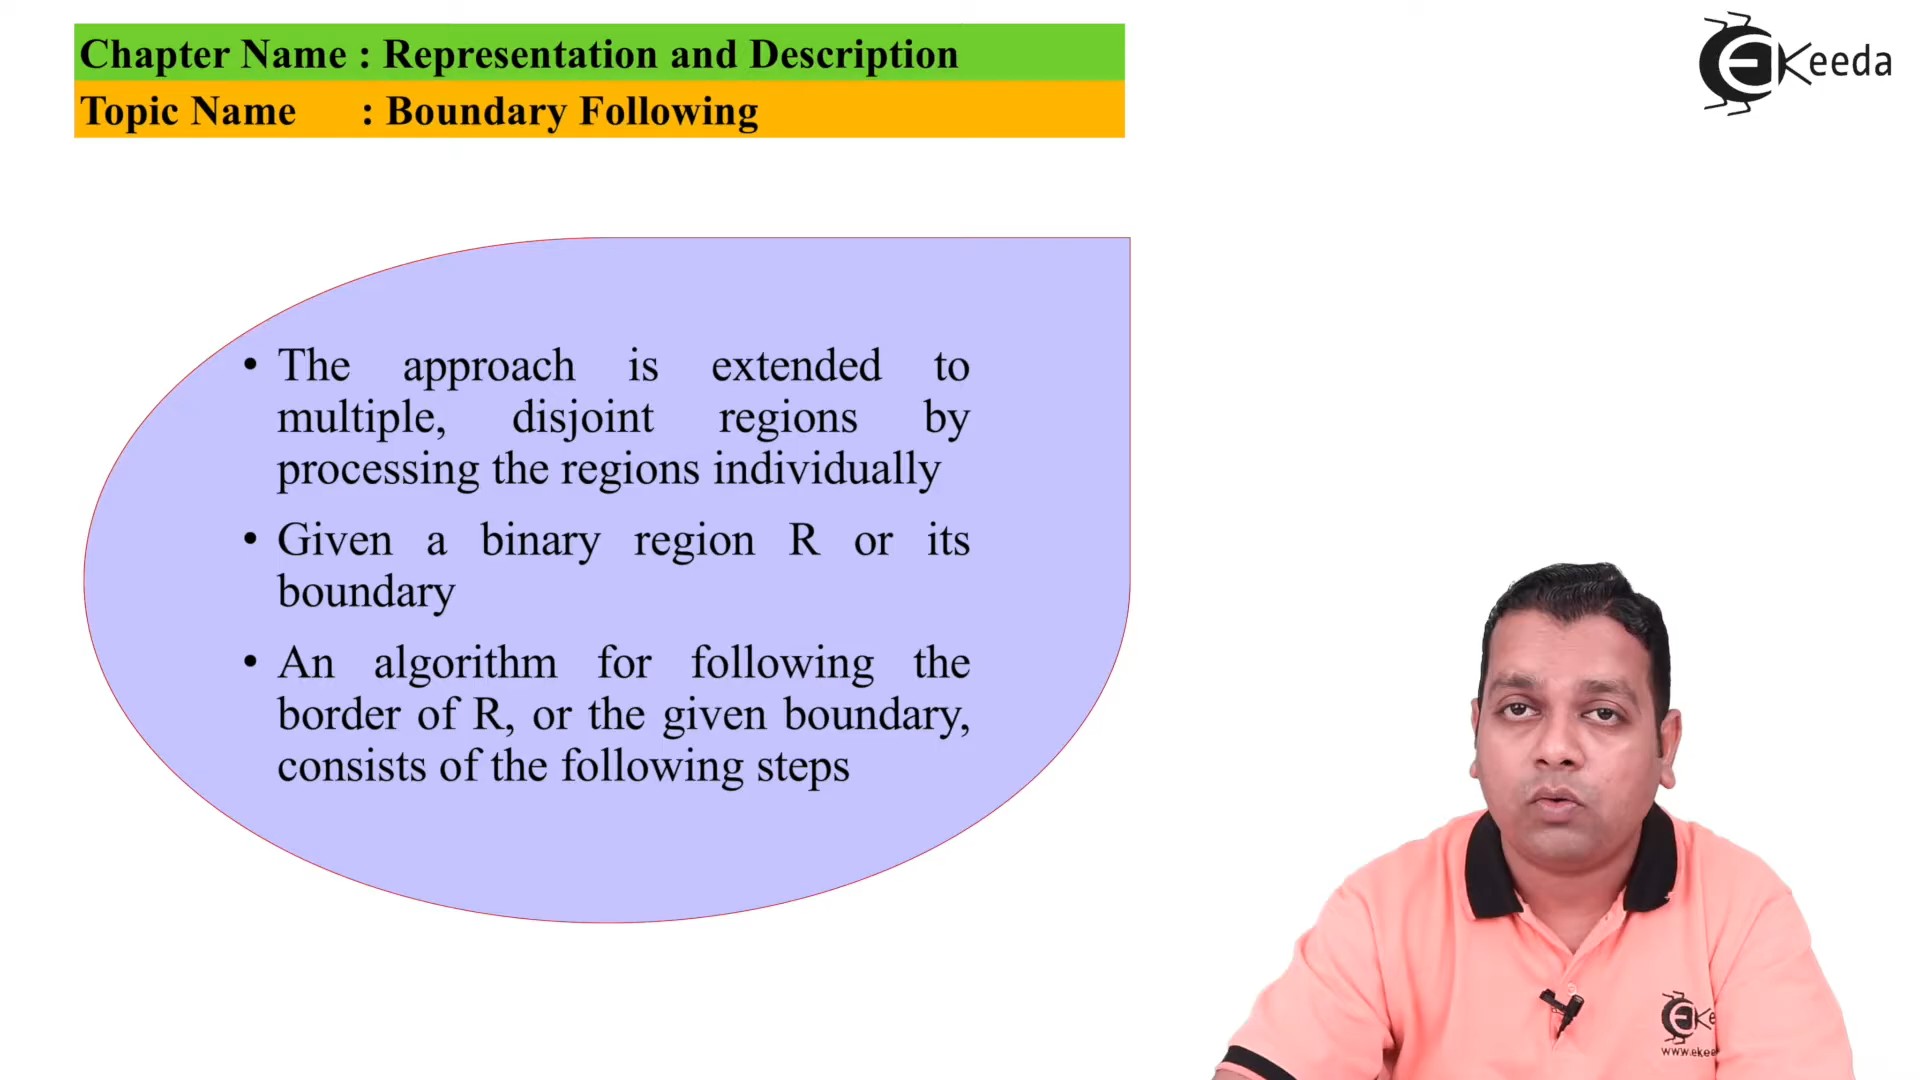 Chapter Name : Representation and Description
Topic Name : Boundary Following
EKeeda
• The approach is extended to
multiple, disjoint regions by
processing the regions individually
• Given a binary region R or its
boundary
• An algorithm for following the
border of R, or the given boundary,
consists of the following steps